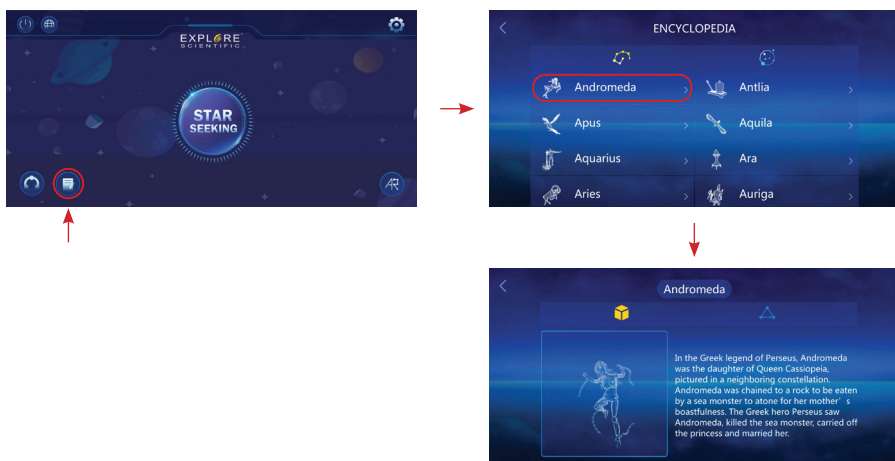 EXPLORE
SCIENTIFIC
STAR
SEEKING
AR
ENCYCLOPEDIA
Andromeda
Antlia
Apus
Aquila
Aquarius
Ara
Aries
Auriga
Andromeda
In the Greek legend of Perseus, Andromeda
was the daughter of Queen Cassiopeia,
pictured in a neighboring constellation.
Andromeda was chained to a rock to be eaten
by a sea monster to atone for her mother’s
boastfulness. The Greek hero Perseus saw
Andromeda, killed the sea monster, carried off
the princess and married her.